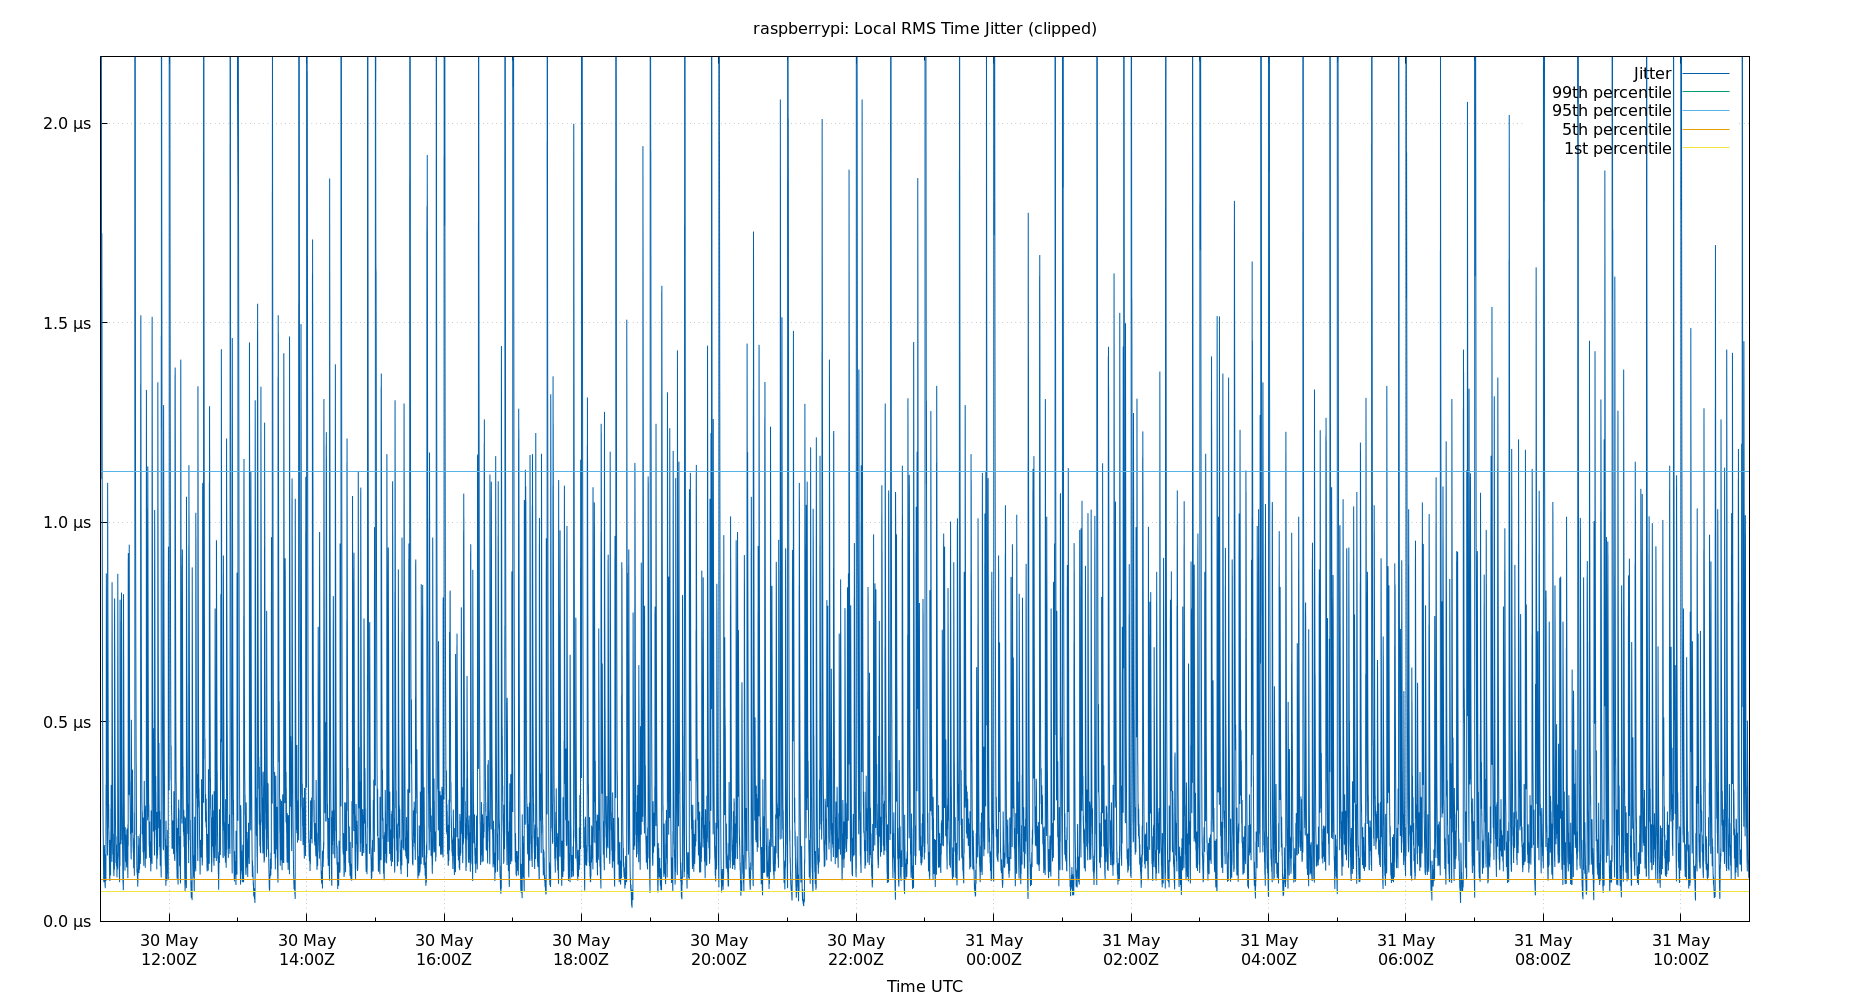 raspberrypi: Local RMS Time Jitter (clipped)
Jitter
99th percentile
95th percentile
5th percentile
1st percentile
2.0 µs
1.5 µs
1.0 µs
0.5 µs
0.0 µs
30 May 30 May 30 May 30 May 30 May 30 May 31 May 31 May 31 May 31 May 31 May 31 May
12:00Z 14:00Z 16:00Z 18:00Z 20:00Z 22:00Z 00:00Z 02:00Z 04:00Z 06:00Z 08:00Z 10:00Z
Time UTC